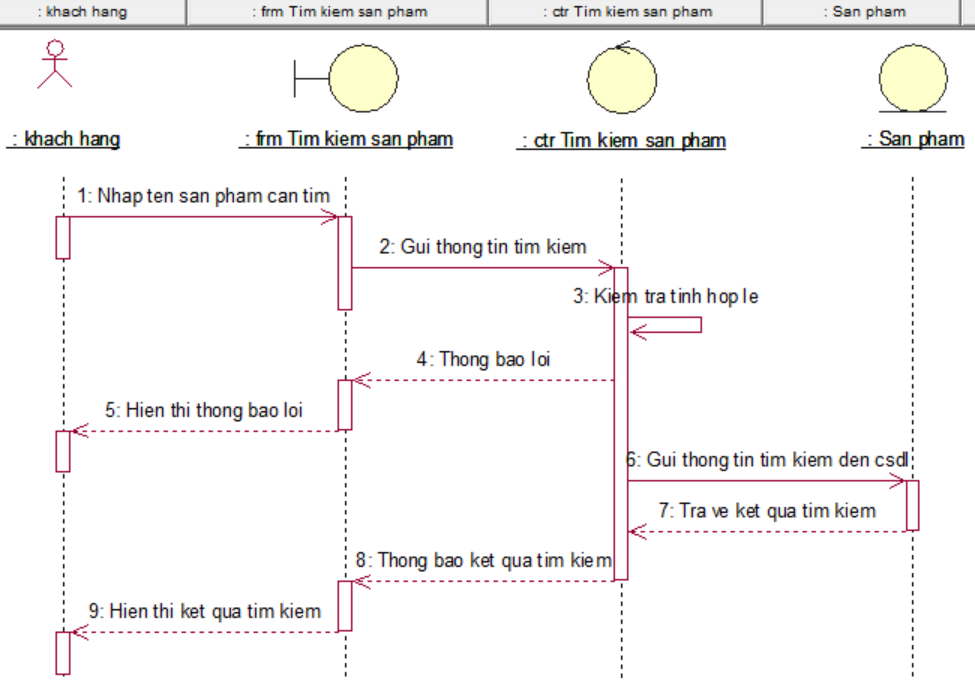 : khach hang
: frm Tim kiem san pham
: ctr Tim kiem san pham
: San pham
: khach hang
: frm Tim kiem san pham
: ctr Tim kiem san pham
: San pham
1: Nhap ten san pham can tim
2: Gui thong tin tim kiem
3: Kiem tra tinh hop le
4: Thong bao loi
5: Hien thi thong bao loi
6: Gui thong tin tim kiem den csdl
7: Tra ve ket qua tim kiem
8: Thong bao ket qua tim kiem
9: Hien thi ket qua tim kiem